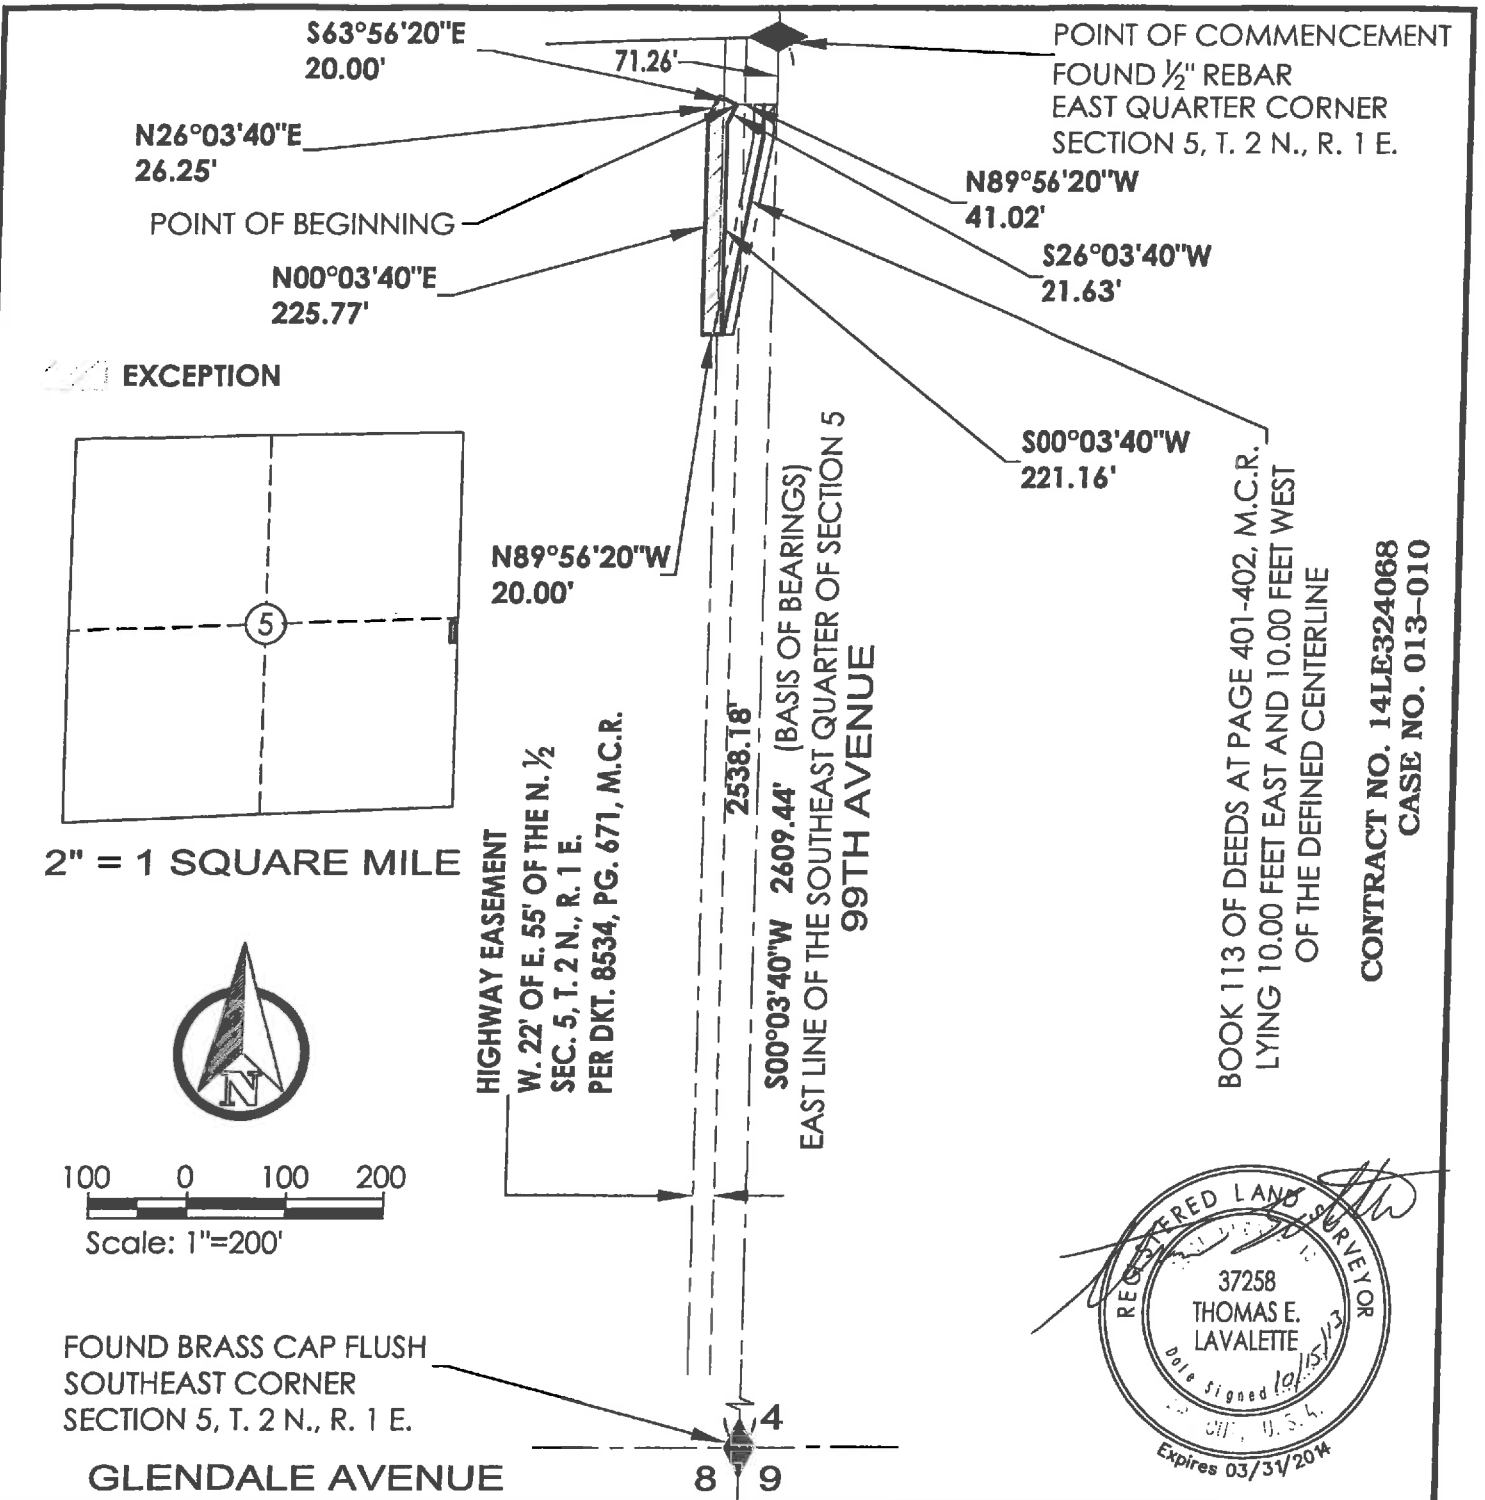 S63°56'20"E
20.00'
71.26'
POINT OF COMMENCEMENT
FOUND ½" REBAR
EAST QUARTER CORNER
SECTION 5, T. 2 N., R. 1 E.
N26°03'40"E
26.25'
N89°56'20"W
41.02'
POINT OF BEGINNING
S26°03'40"W
21.63'
N00°03'40"E
225.77'
EXCEPTION
S00°03'40"W
221.16'
N89°56'20"W
20.00'
5
2" = 1 SQUARE MILE
HIGHWAY EASEMENT
W. 22' OF E. 55' OF THE N. ½
SEC. 5, T. 2 N., R. 1 E.
PER DKT. 8534, PG. 671, M.C.R.
2538.18'
S00°03'40"W 2609.44' (BASIS OF BEARINGS)
EAST LINE OF THE SOUTHEAST QUARTER OF SECTION 5
99TH AVENUE
BOOK 113 OF DEEDS AT PAGE 401-402, M.C.R.
LYING 10.00 FEET EAST AND 10.00 FEET WEST
OF THE DEFINED CENTERLINE
CONTRACT NO. 14LE324068
CASE NO. 013-010
N
100 0 100 200
Scale: 1"=200'
REGISTERED LAND SURVEYOR
37258
THOMAS E.
LAVALETTE
Date Signed 10/15/13
U.S.A.
Expires 03/31/2014
FOUND BRASS CAP FLUSH
SOUTHEAST CORNER
SECTION 5, T. 2 N., R. 1 E.
4
8 9
GLENDALE AVENUE